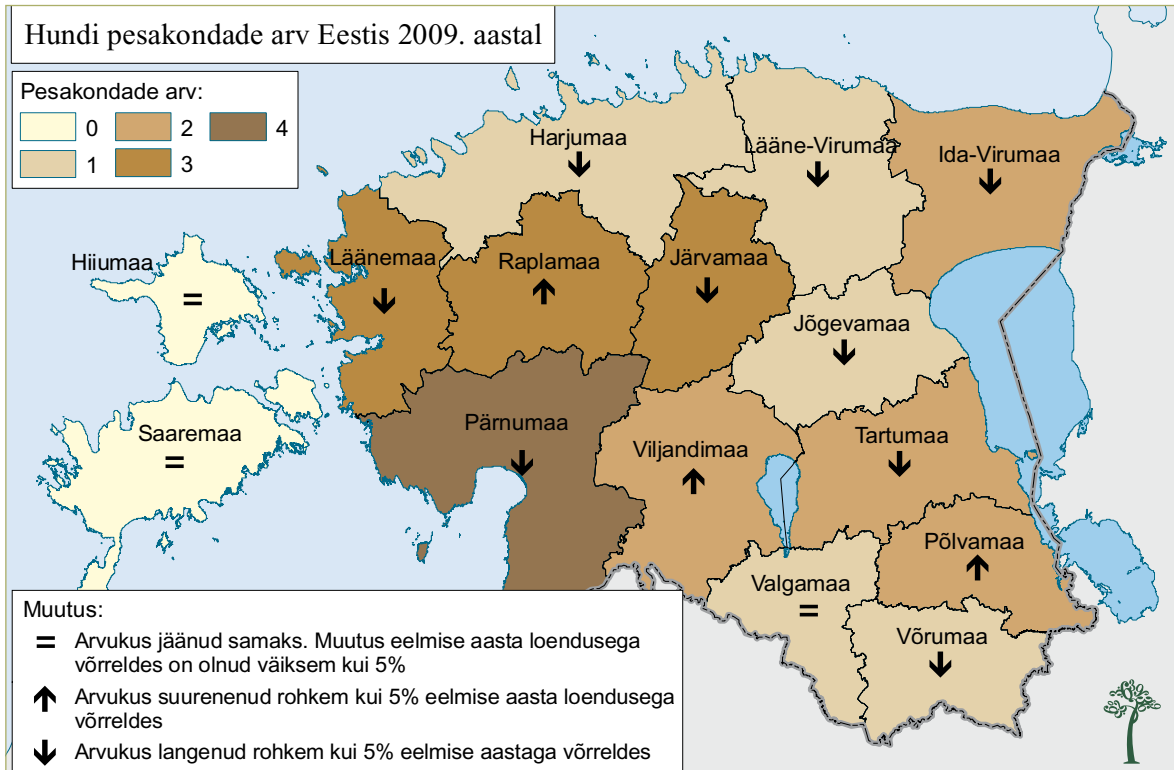 Hundi pesakondade arv Eestis 2009. aastal
Pesakondade arv:
0
2
4
1
3
Harjumaa
Lääne-Virumaa
Ida-Virumaa
Hiiumaa
=
Läänemaa
Raplamaa
Järvamaa
Jõgevamaa
Saaremaa
=
Pärnumaa
Viljandimaa
Tartumaa
Põlvamaa
Valgamaa
=
Võrumaa
Muutus:
= Arvukus jäänud samaks. Muutus eelmise aasta loendusega
võrreldes on olnud väiksem kui 5%
↑ Arvukus suurenenud rohkem kui 5% eelmise aasta loendusega
võrreldes
↓ Arvukus langenud rohkem kui 5% eelmise aastaga võrreldes